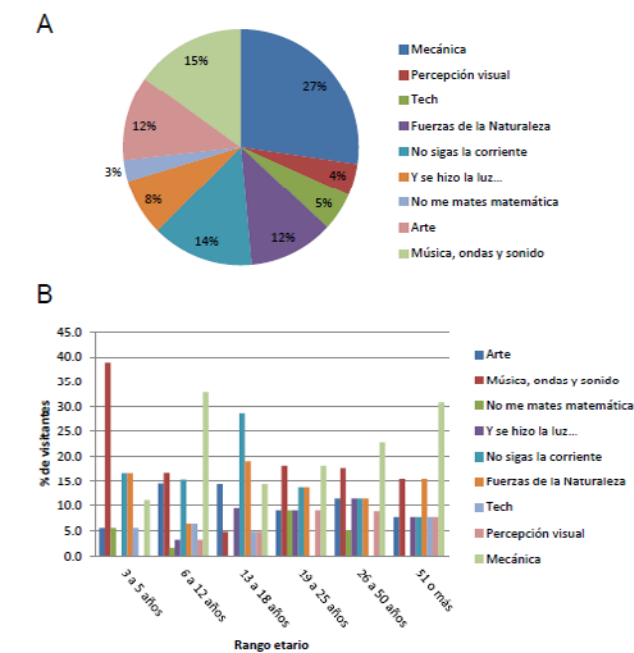 A
15%
27%
12%
3%
4%
8%
5%
14%
12%
Mecánica
Percepción visual
Tech
Fuerzas de la Naturaleza
No sigas la corriente
Y se hizo la luz...
No me mates matemática
Arte
Música, ondas y sonido
B
% de visitantes
45.0
40.0
35.0
30.0
25.0
20.0
15.0
10.0
5.0
0.0
3 a 5 años
6 a 12 años
13 a 18 años
19 a 25 años
26 a 50 años
51 o más
Rango etario
Arte
Música, ondas y sonido
No me mates matemática
Y se hizo la luz...
No sigas la corriente
Fuerzas de la Naturaleza
Tech
Percepción visual
Mecánica